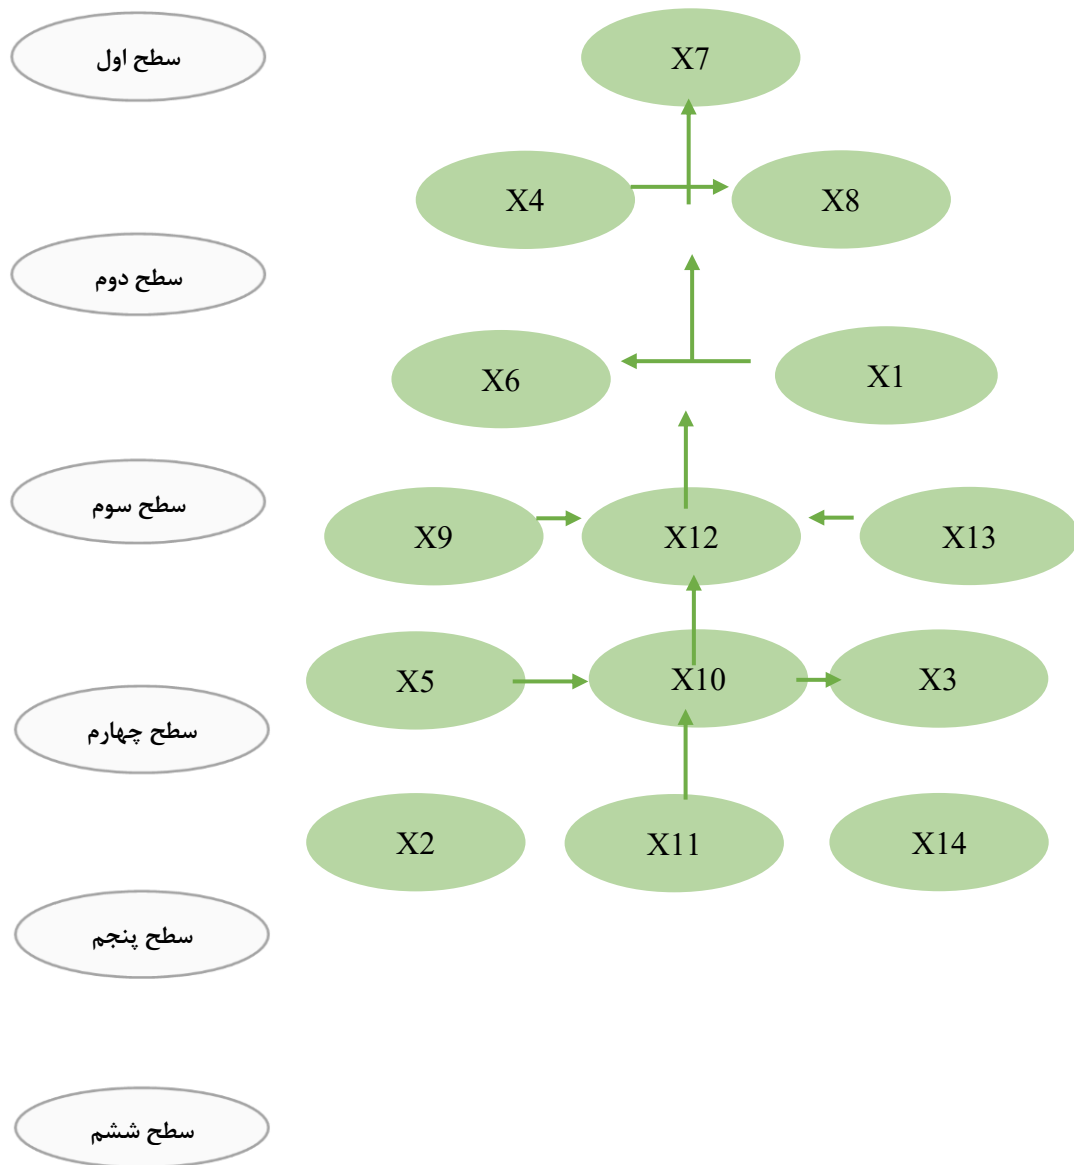 سطح اول
X7
X4
X8
سطح دوم
X6
X1
سطح سوم
X9
X12
X13
X5
X10
X3
سطح چهارم
X2
X11
X14
سطح پنجم
سطح ششم